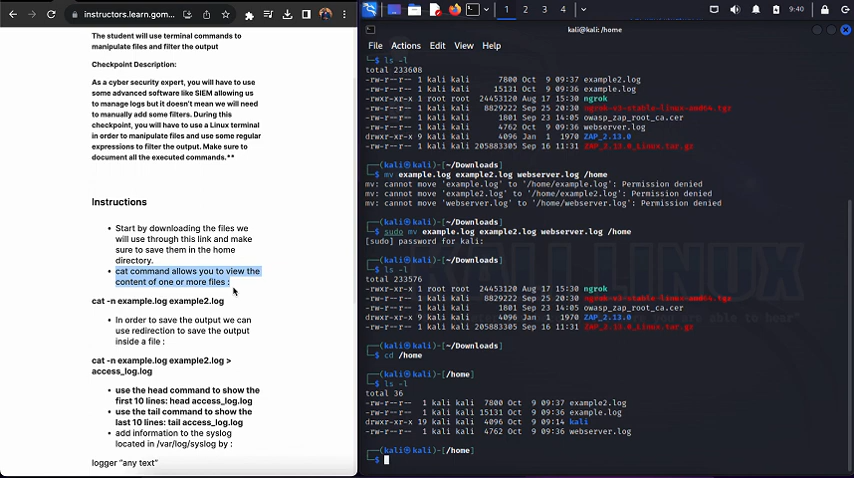 instructors.learn.gom...
The student will use terminal commands to
manipulate files and filter the output
Checkpoint Description:
As a cyber security expert, you will have to use
some advanced software like SIEM allowing us
to manage logs but it doesn't mean we will need
to manually add some filters. During this
checkpoint, you will have to use a Linux terminal
in order to manipulate files and use some regular
expressions to filter the output. Make sure to
document all the executed commands.**
Instructions
• Start by downloading the files we
will use through this link and make
sure to save them in the home
directory.
• cat command allows you to view the
content of one or more files :
cat -n example.log example2.log
• In order to save the output we can
use redirection to save the output
inside a file :
cat -n example.log example2.log >
access_log.log
• use the head command to show the
first 10 lines: head access_log.log
• use the tail command to show the
last 10 lines: tail access_log.log
• add information to the syslog
located in /var/log/syslog by :
logger "any text"
1 2 3 4
9:40
kali@kali: /home
File Actions Edit View Help
└─$ ls -l
total 233608
-rw-r--r-- 1 kali kali 7800 Oct 9 09:37 example2.log
-rw-r--r-- 1 kali kali 15131 Oct 9 09:36 example.log
-rwxr-xr-x 1 root root 24453120 Aug 17 15:30 ngrok
-rw-r--r-- 1 kali kali 8829222 Sep 25 20:30 ngrok-v3-stable-linux-amd64.tgz
-rw-r--r-- 1 kali kali 1801 Sep 23 14:05 owasp_zap_root_ca.cer
-rw-r--r-- 1 kali kali 4762 Oct 9 09:36 webserver.log
drwxr-xr-x 9 kali kali 4096 Jan 1 1970 ZAP_2.13.0
-rw-r--r-- 1 kali kali 205883305 Sep 16 11:31 ZAP_2.13.0_Linux.tar.gz
┌──(kali㉿kali)-[~/Downloads]
└─$ mv example.log example2.log webserver.log /home
mv: cannot move 'example.log' to '/home/example.log': Permission denied
mv: cannot move 'example2.log' to '/home/example2.log': Permission denied
mv: cannot move 'webserver.log' to '/home/webserver.log': Permission denied
┌──(kali㉿kali)-[~/Downloads]
└─$ sudo mv example.log example2.log webserver.log /home
[sudo] password for kali:
┌──(kali㉿kali)-[~/Downloads]
└─$ ls -l
total 233576
-rwxr-xr-x 1 root root 24453120 Aug 17 15:30 ngrok
-rw-r--r-- 1 kali kali 8829222 Sep 25 20:30 ngrok-v3-stable-linux-amd64.tgz
-rw-r--r-- 1 kali kali 1801 Sep 23 14:05 owasp_zap_root_ca.cer
drwxr-xr-x 9 kali kali 4096 Jan 1 1970 ZAP_2.13.0
-rw-r--r-- 1 kali kali 205883305 Sep 16 11:31 ZAP_2.13.0_Linux.tar.gz
┌──(kali㉿kali)-[~/Downloads]
└─$ cd /home
┌──(kali㉿kali)-[/home]
└─$ ls -l
total 36
-rw-r--r-- 1 kali kali 7800 Oct 9 09:37 example2.log
-rw-r--r-- 1 kali kali 15131 Oct 9 09:36 example.log
drwxr-xr-x 19 kali kali 4096 Oct 9 09:14 kali
-rw-r--r-- 1 kali kali 4762 Oct 9 09:36 webserver.log
┌──(kali㉿kali)-[/home]
└─$
KALI LINUX
you are able to hear"